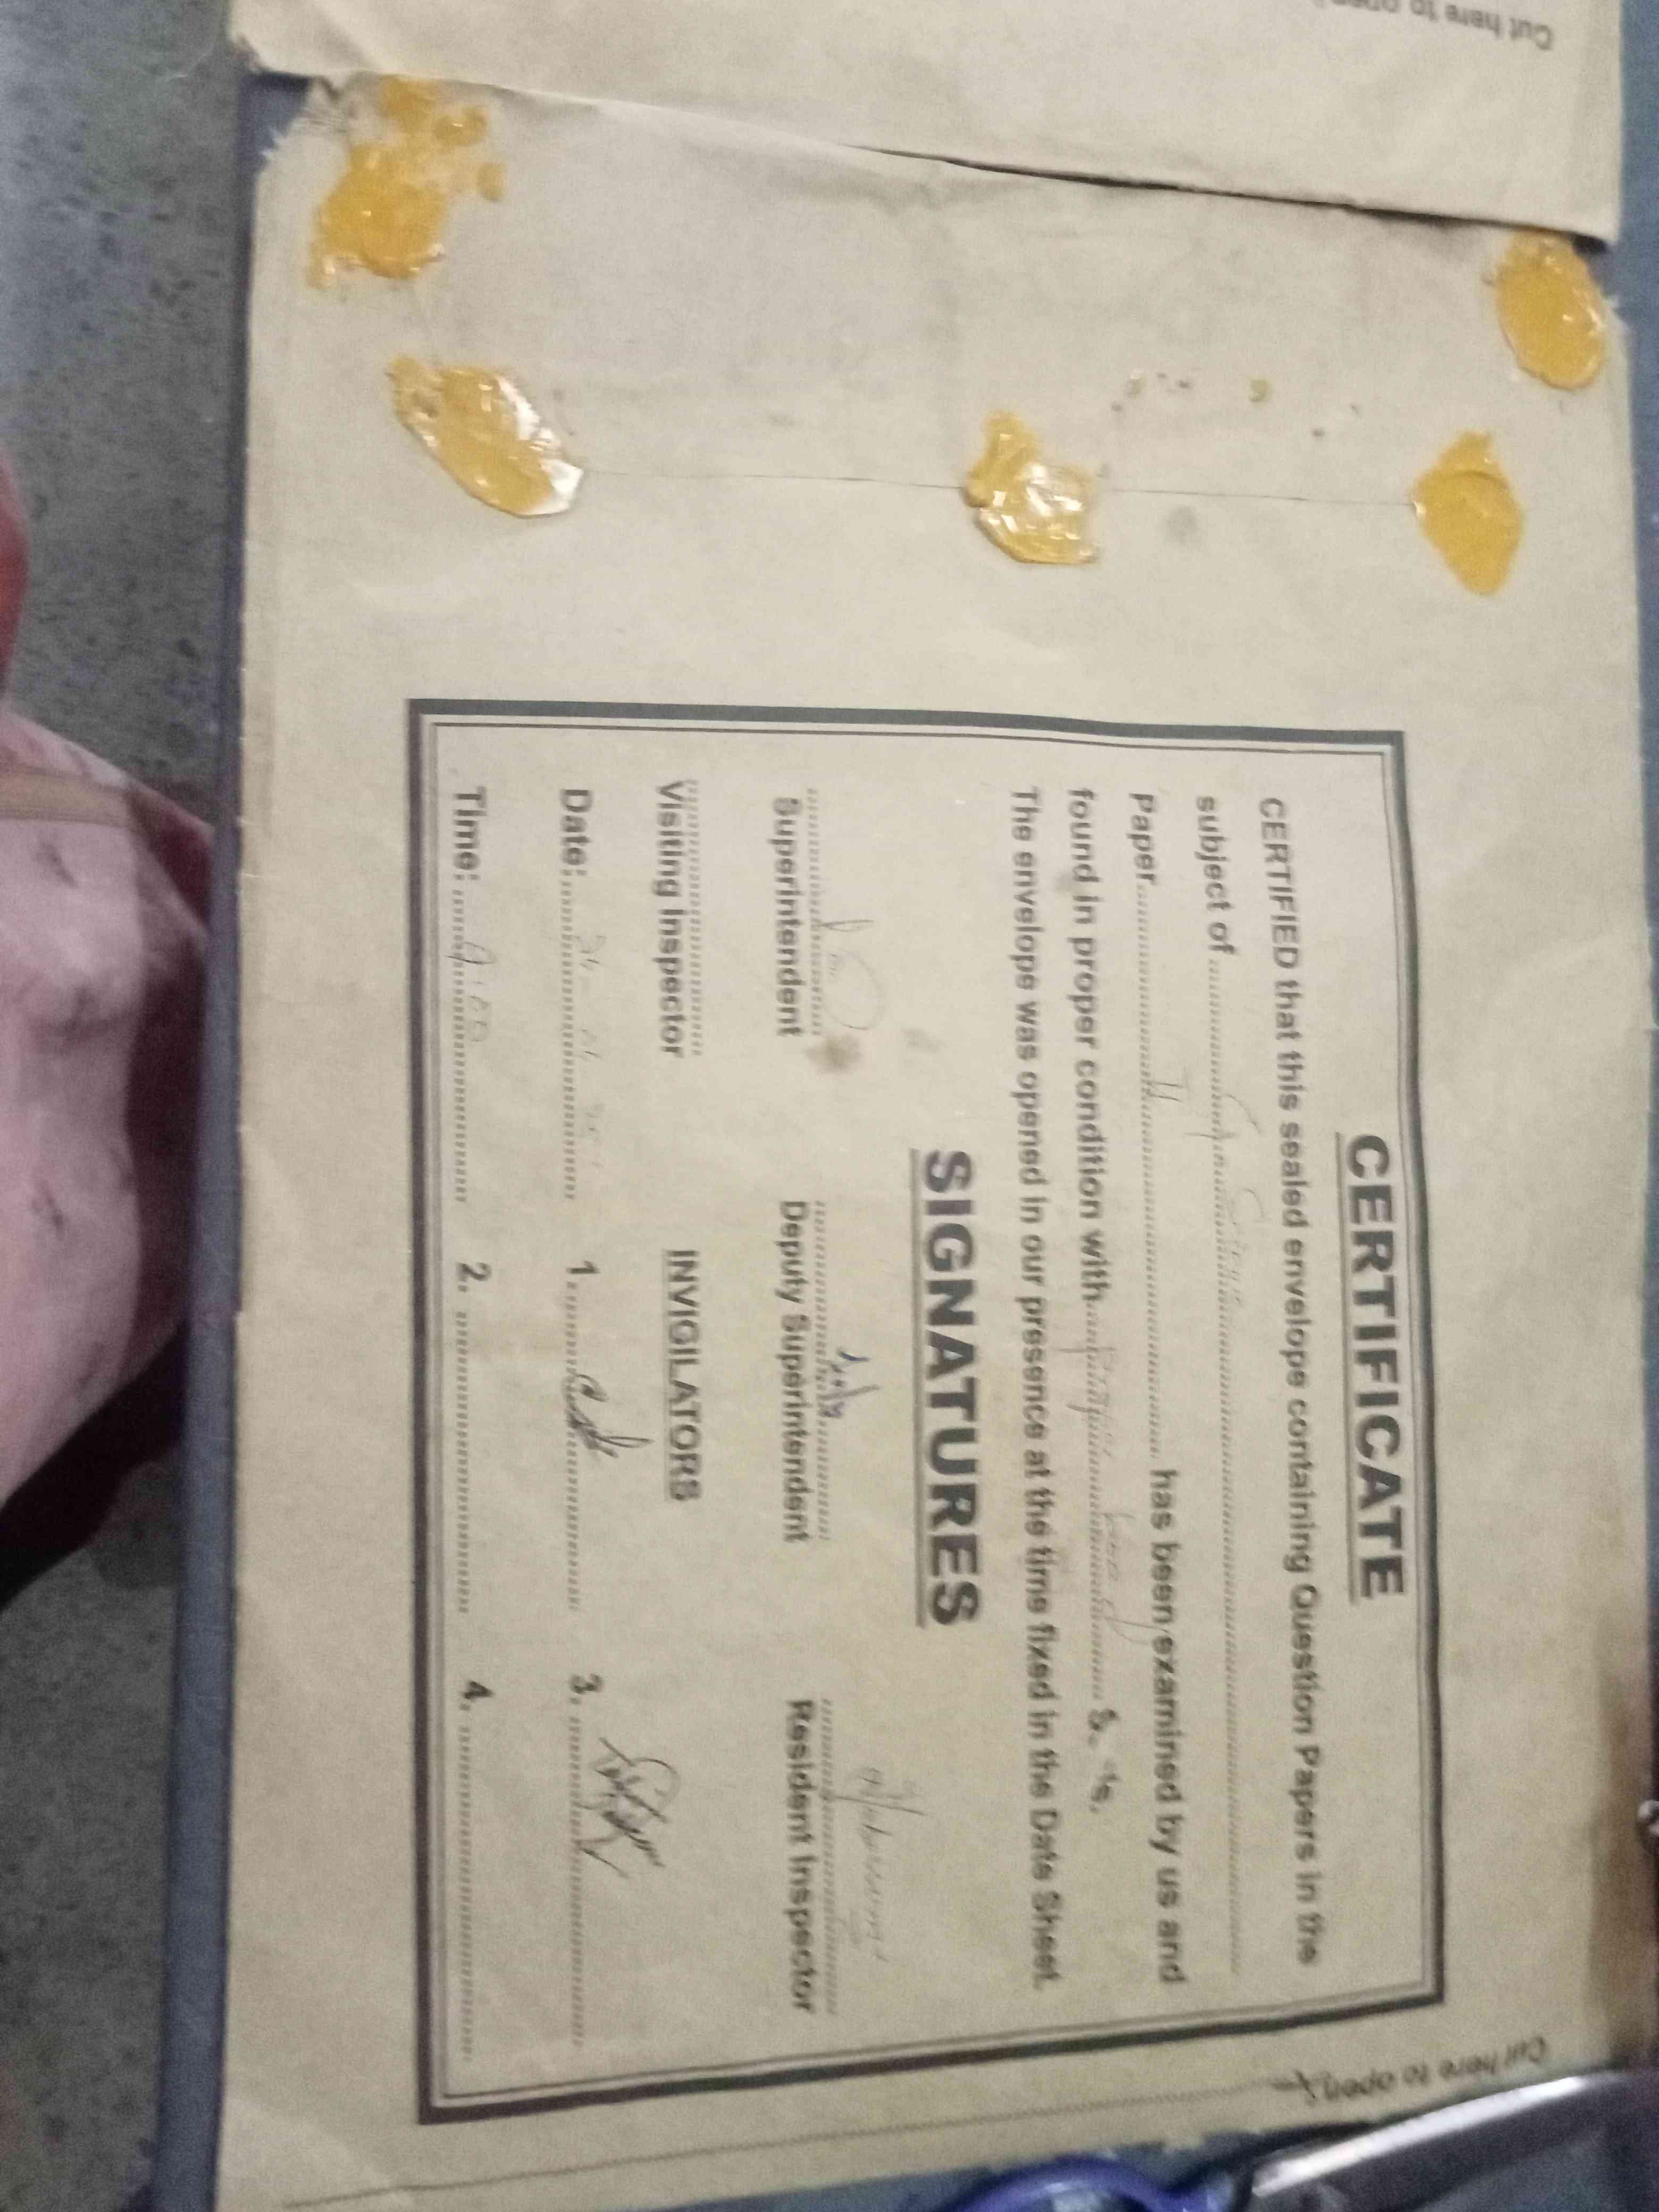 Cut here to open
CERTIFICATE
CERTIFIED that this sealed envelope containing Question Papers in the
subject of ................
Paper........ II ........ has been examined by us and
found in proper condition with ................ S. 's.
The envelope was opened in our presence at the time fixed in the Date Sheet.
SIGNATURES
Superintendent Deputy Superintendent Resident Inspector
Visiting Inspector INVIGILATORS
Date: ................ 1. ................ 3. ................
Time: ..... 9:00 ..... 2. ................ 4. ................
Cut here to open